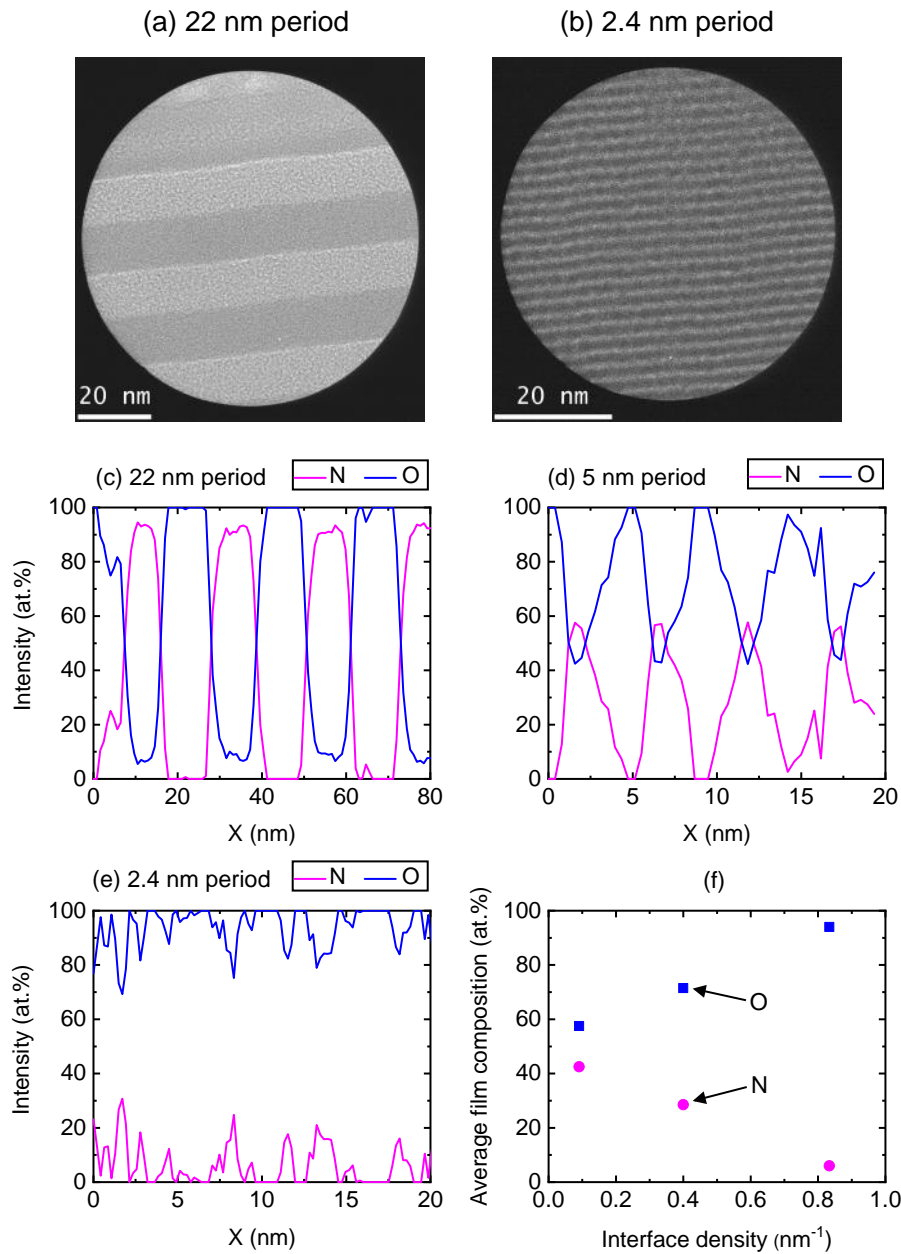 (a) 22 nm period
(b) 2.4 nm period
20 nm
20 nm
(c) 22 nm period
N O
(d) 5 nm period
N O
Intensity (at.%)
100
80
60
40
20
0
0 20 40 60 80
X (nm)
100
80
60
40
20
0
0 5 10 15 20
X (nm)
(e) 2.4 nm period
N O
(f)
Intensity (at.%)
100
80
60
40
20
0
0 5 10 15 20
X (nm)
Average film composition (at.%)
100
80
60
40
20
0
O
N
0.0 0.2 0.4 0.6 0.8 1.0
Interface density (nm⁻¹)